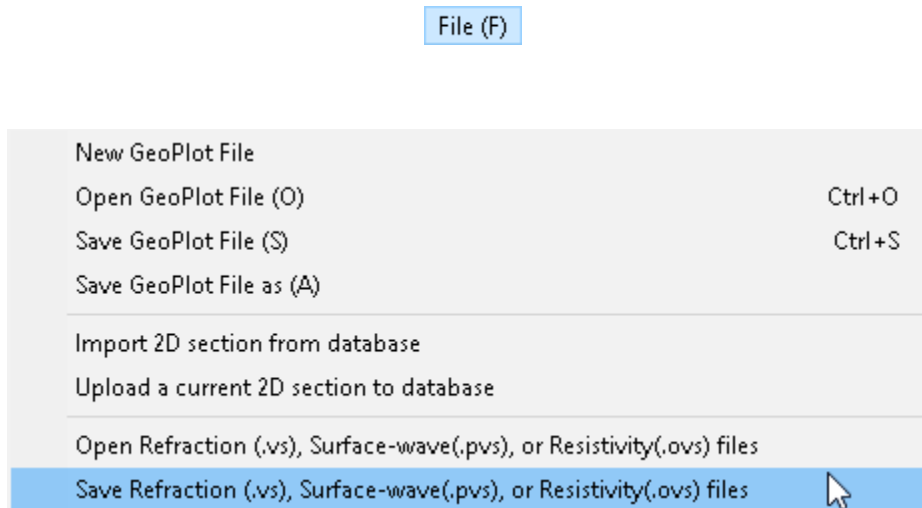 File (F)
New GeoPlot File
Open GeoPlot File (O) Ctrl+O
Save GeoPlot File (S) Ctrl+S
Save GeoPlot File as (A)
Import 2D section from database
Upload a current 2D section to database
Open Refraction (.vs), Surface-wave(.pvs), or Resistivity(.ovs) files
Save Refraction (.vs), Surface-wave(.pvs), or Resistivity(.ovs) files